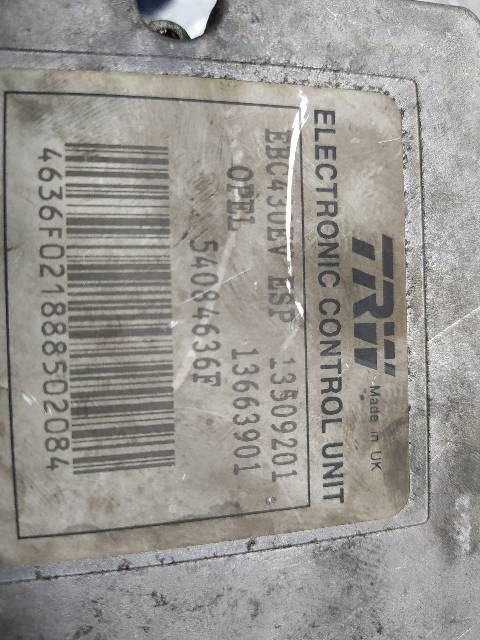 TRW Made in UK
ELECTRONIC CONTROL UNIT
EBC430EV ESP 13509201
OPEL 13663901
54084636F
4636F021888502084